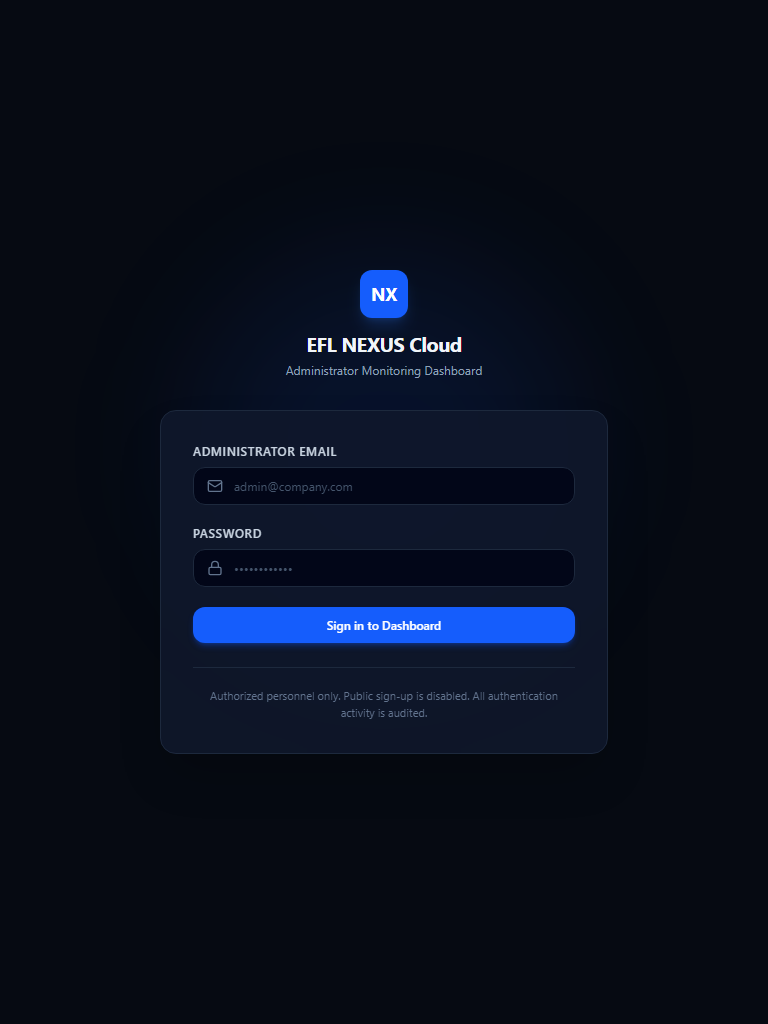 NX
EFL NEXUS Cloud
Administrator Monitoring Dashboard
ADMINISTRATOR EMAIL
admin@company.com
PASSWORD
••••••••••••
Sign in to Dashboard
Authorized personnel only. Public sign-up is disabled. All authentication
activity is audited.